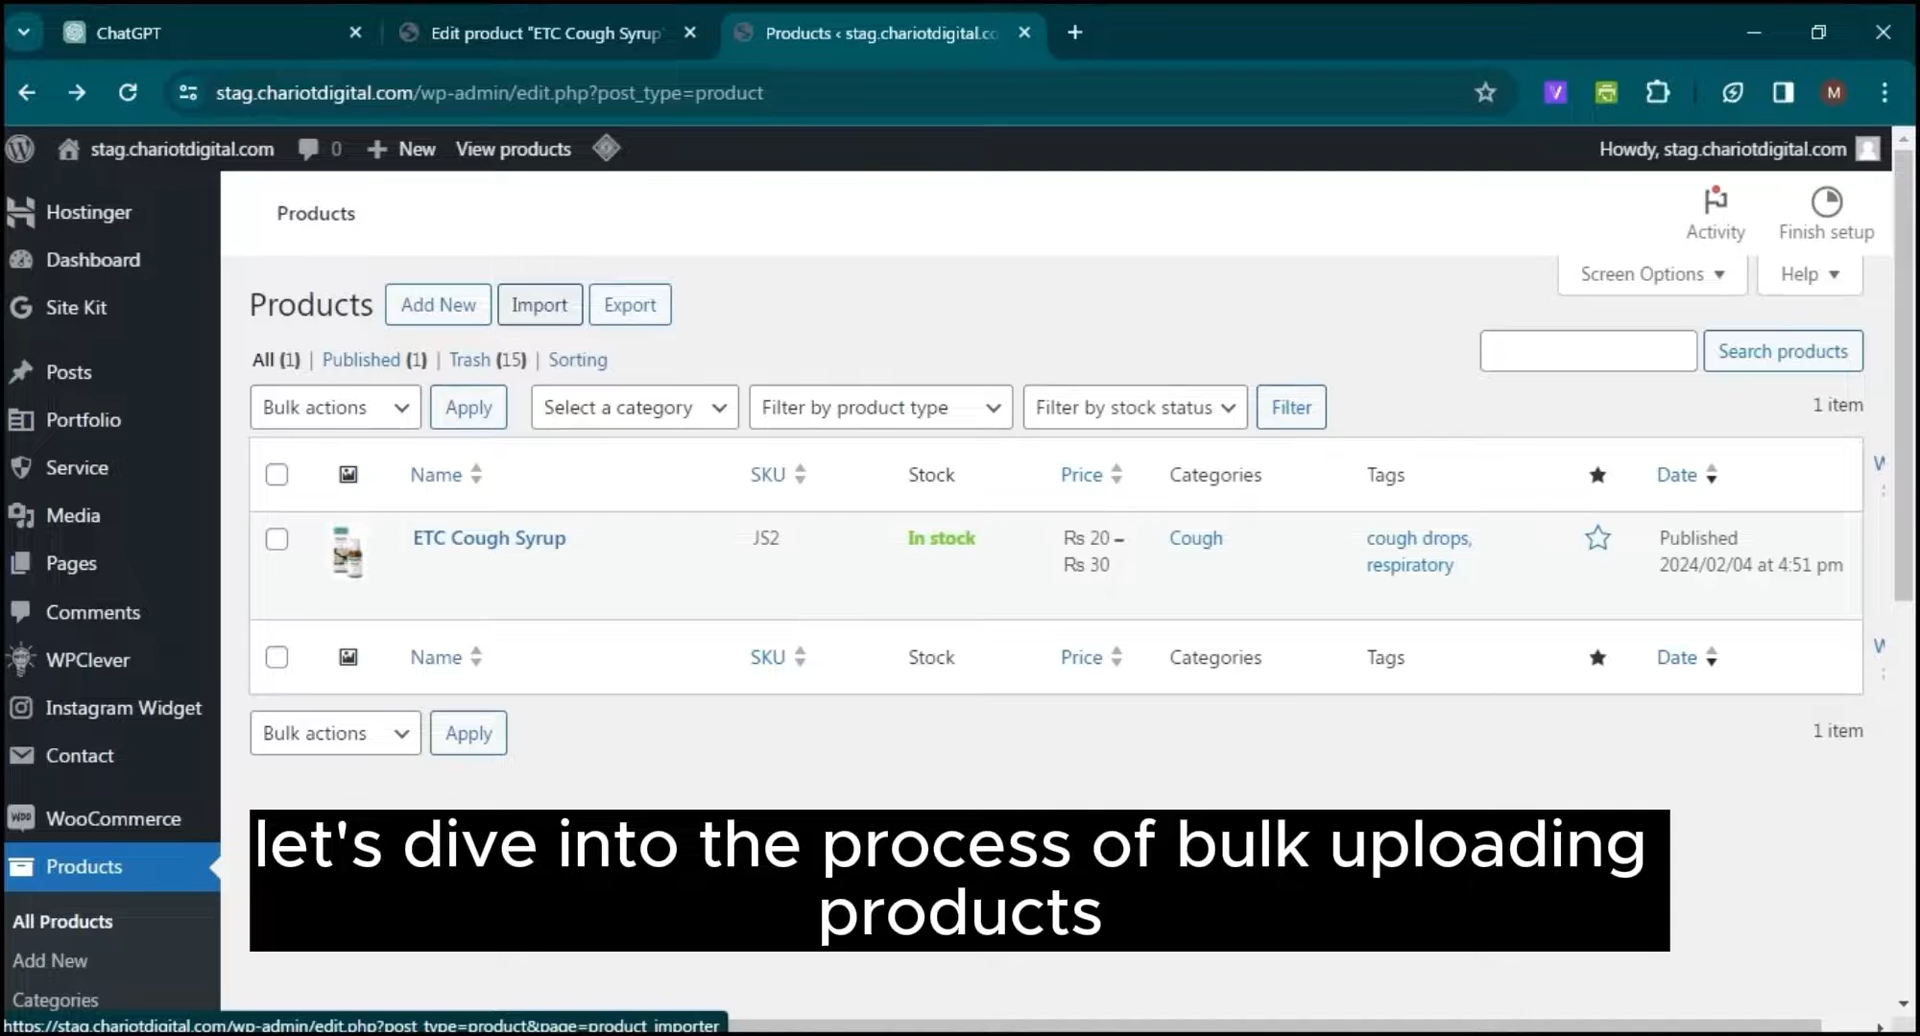 ChatGPT
Edit product "ETC Cough Syrup"
Products ‹ stag.chariotdigital.co
stag.chariotdigital.com/wp-admin/edit.php?post_type=product
M
stag.chariotdigital.com 0 + New View products
Howdy, stag.chariotdigital.com
Hostinger
Dashboard
Site Kit
Posts
Portfolio
Service
Media
Pages
Comments
WPClever
Instagram Widget
Contact
WooCommerce
Products
All Products
Add New
Categories
Products
Activity
Finish setup
Screen Options
Help
Products Add New Import Export
All (1) | Published (1) | Trash (15) | Sorting
Search products
Bulk actions Apply Select a category Filter by product type Filter by stock status Filter
1 item
Name SKU Stock Price Categories Tags Date
ETC Cough Syrup JS2 In stock Rs 20 – Cough cough drops, Published
Rs 30 respiratory 2024/02/04 at 4:51 pm
Name SKU Stock Price Categories Tags Date
Bulk actions Apply
1 item
let's dive into the process of bulk uploading
products
https://stag.chariotdigital.com/wp-admin/edit.php?post_type=product&page=product_importer